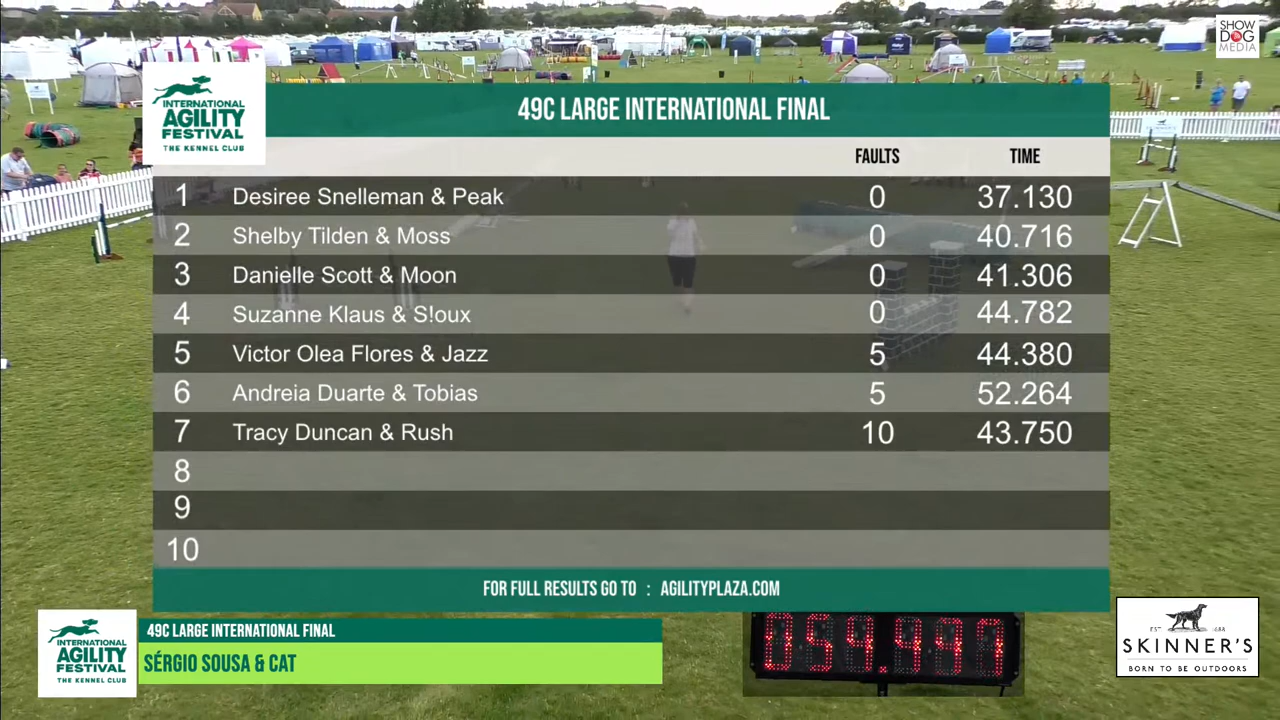 SHOW
DOG
MEDIA
INTERNATIONAL
AGILITY
FESTIVAL
THE KENNEL CLUB
49C LARGE INTERNATIONAL FINAL
FAULTS TIME
1 Desiree Snelleman & Peak 0 37.130
2 Shelby Tilden & Moss 0 40.716
3 Danielle Scott & Moon 0 41.306
4 Suzanne Klaus & S!oux 0 44.782
5 Victor Olea Flores & Jazz 5 44.380
6 Andreia Duarte & Tobias 5 52.264
7 Tracy Duncan & Rush 10 43.750
8
9
10
FOR FULL RESULTS GO TO : AGILITYPLAZA.COM
INTERNATIONAL
AGILITY
FESTIVAL
THE KENNEL CLUB
49C LARGE INTERNATIONAL FINAL
SÉRGIO SOUSA & CAT
SKINNER'S
BORN TO BE OUTDOORS